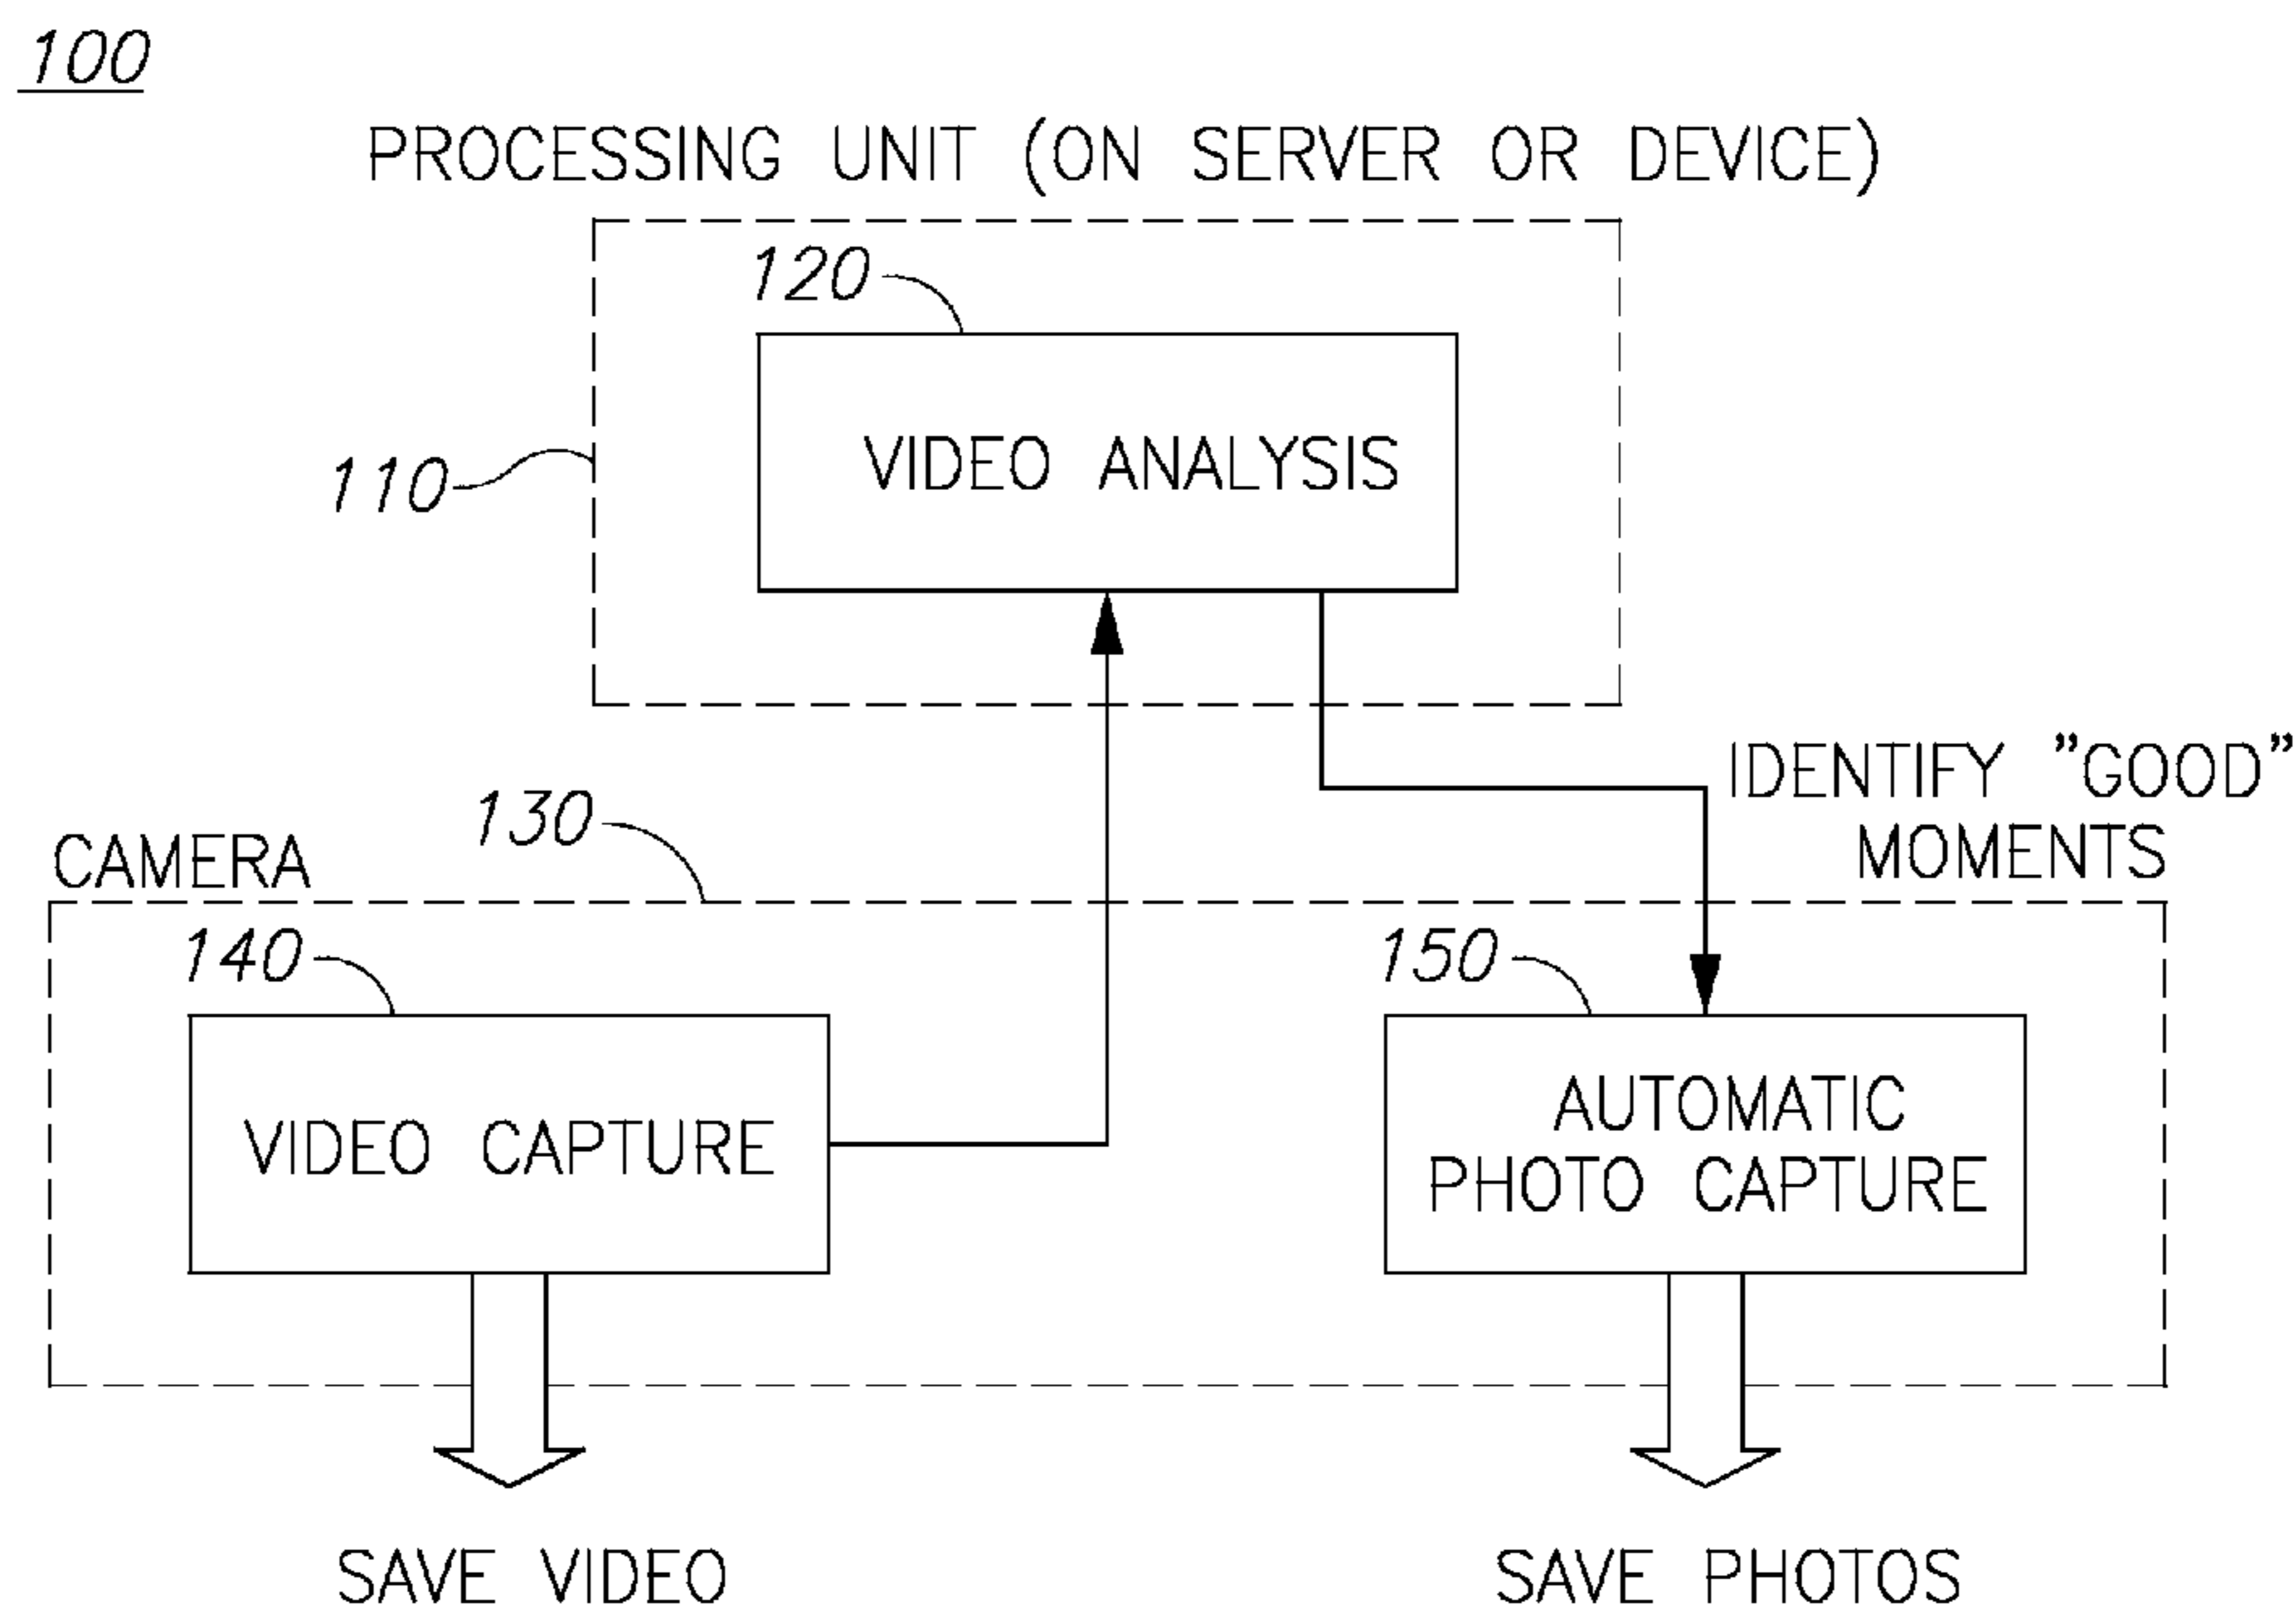 100
PROCESSING UNIT (ON SERVER OR DEVICE)
120
VIDEO ANALYSIS
110
IDENTIFY "GOOD"
MOMENTS
130
CAMERA
140
150
VIDEO CAPTURE
AUTOMATIC
PHOTO CAPTURE
SAVE VIDEO
SAVE PHOTOS